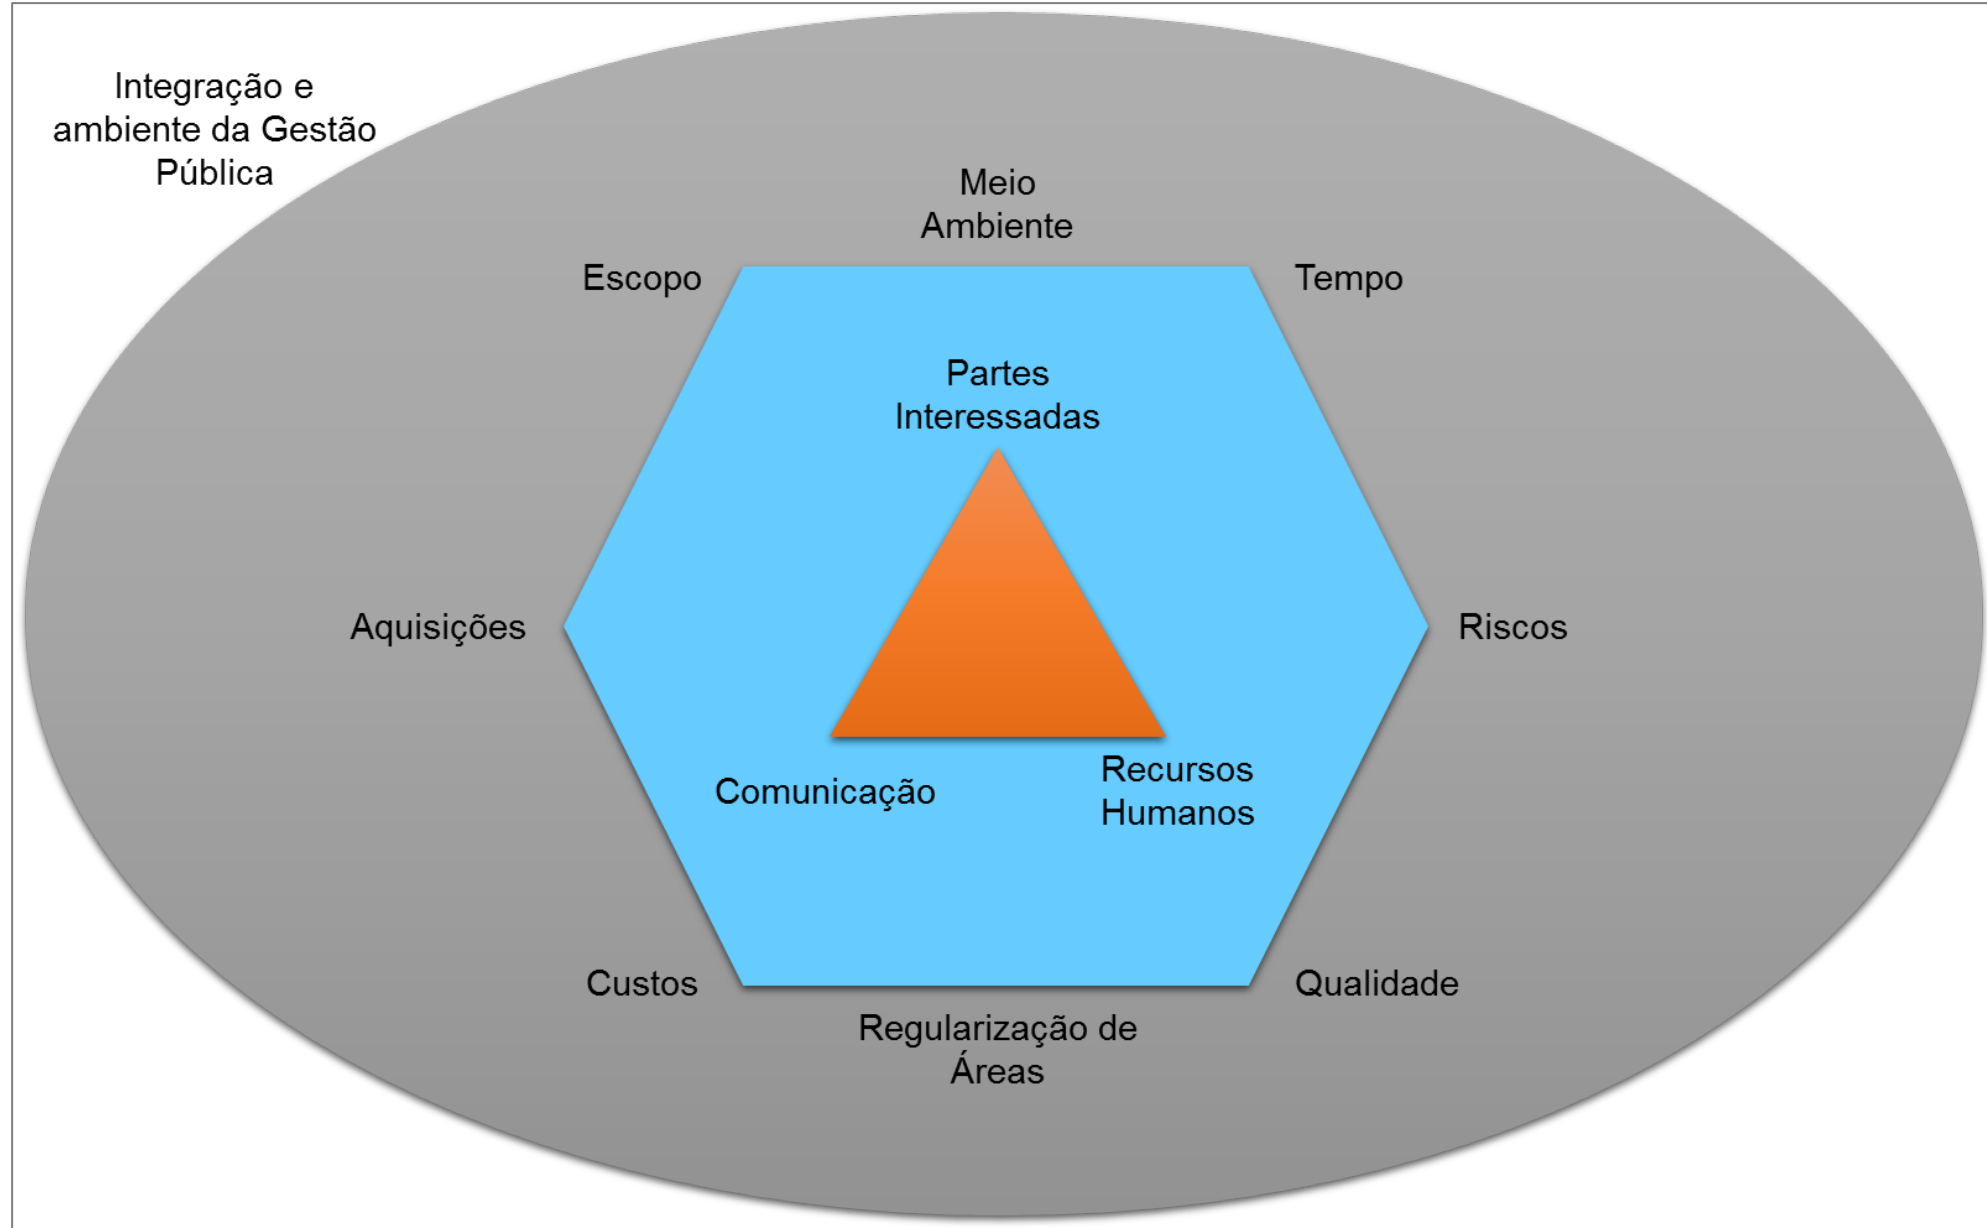 Integração e
ambiente da Gestão
Pública
Meio
Ambiente
Escopo
Tempo
Partes
Interessadas
Aquisições
Riscos
Comunicação
Recursos
Humanos
Custos
Qualidade
Regularização de
Áreas